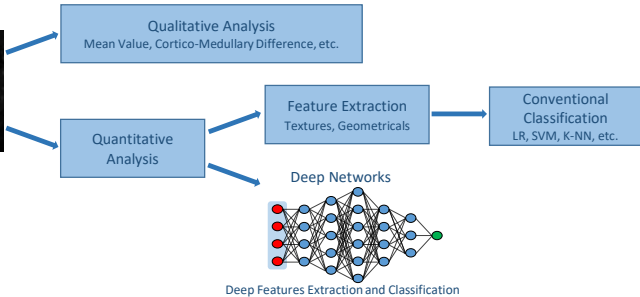 Qualitative Analysis
Mean Value, Cortico-Medullary Difference, etc.
Feature Extraction
Textures, Geometricals
Conventional
Classification
LR, SVM, K-NN, etc.
Quantitative
Analysis
Deep Networks
Deep Features Extraction and Classification